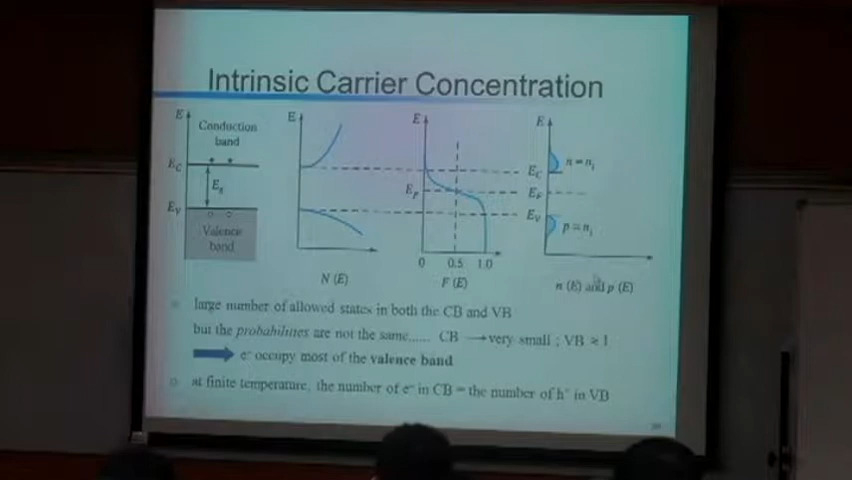 Intrinsic Carrier Concentration
E
Conduction
band
E_C
E_g
E_V
Valence
band
E
N (E)
E
E_F
0 0.5 1.0
F (E)
E
E_C
n = n_i
E_F
E_V
p = n_i
n (E) and p (E)
large number of allowed states in both the CB and VB
but the probabilities are not the same...... CB → very small ; VB ≈ 1
e⁻ occupy most of the valence band
at finite temperature, the number of e⁻ in CB = the number of h⁺ in VB